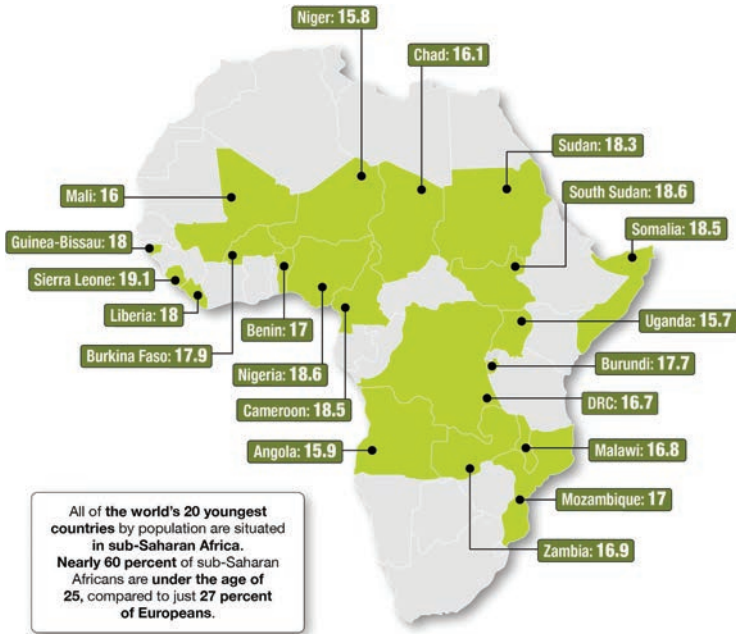 Niger: 15.8
Chad: 16.1
Sudan: 18.3
Mali: 16
South Sudan: 18.6
Guinea-Bissau: 18
Somalia: 18.5
Sierra Leone: 19.1
Liberia: 18
Benin: 17
Uganda: 15.7
Burkina Faso: 17.9
Burundi: 17.7
Nigeria: 18.6
DRC: 16.7
Cameroon: 18.5
Angola: 15.9
Malawi: 16.8
Mozambique: 17
Zambia: 16.9
All of the world's 20 youngest
countries by population are situated
in sub-Saharan Africa.
Nearly 60 percent of sub-Saharan
Africans are under the age of
25, compared to just 27 percent
of Europeans.